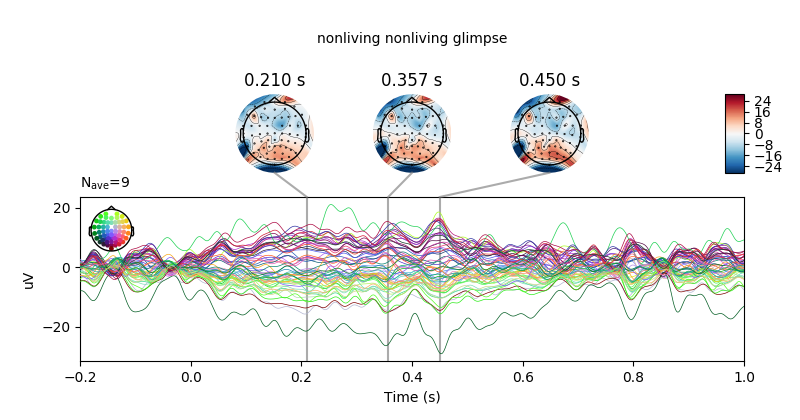 nonliving nonliving glimpse
0.210 s
0.357 s
0.450 s
24
16
8
0
−8
−16
−24
Nave=9
20
0
−20
uV
−0.2
0.0
0.2
0.4
0.6
0.8
1.0
Time (s)